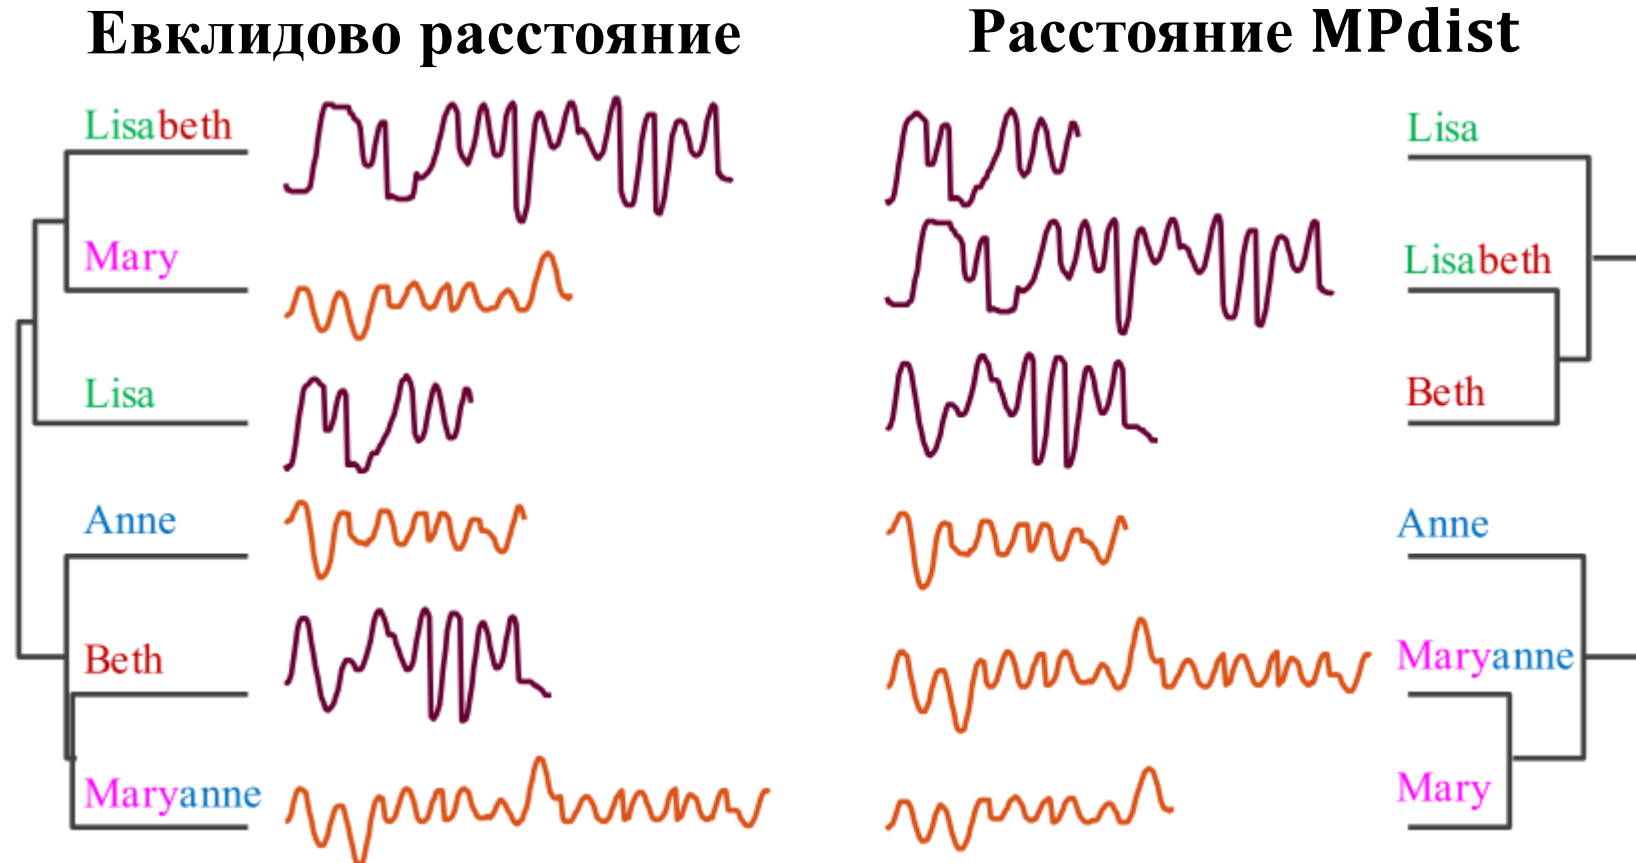 Евклидово расстояние
Lisabeth
Mary
Lisa
Anne
Beth
Maryanne
Расстояние MPdist
Lisa
Lisabeth
Beth
Anne
Maryanne
Mary